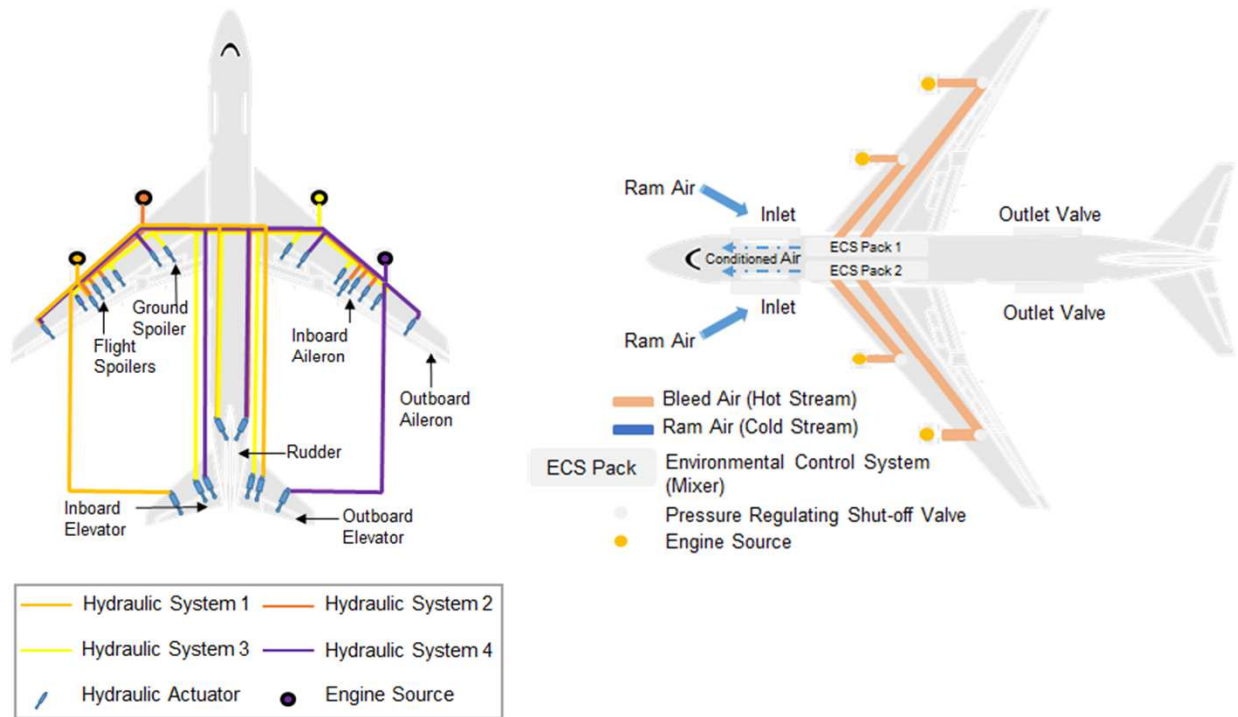 Ground
Spoiler
Flight
Spoilers
Inboard
Aileron
Outboard
Aileron
Rudder
Inboard
Elevator
Outboard
Elevator
Hydraulic System 1
Hydraulic System 2
Hydraulic System 3
Hydraulic System 4
Hydraulic Actuator
Engine Source
Ram Air
Inlet
Outlet Valve
ECS Pack 1
Conditioned Air
ECS Pack 2
Inlet
Outlet Valve
Ram Air
Bleed Air (Hot Stream)
Ram Air (Cold Stream)
ECS Pack
Environmental Control System
(Mixer)
Pressure Regulating Shut-off Valve
Engine Source